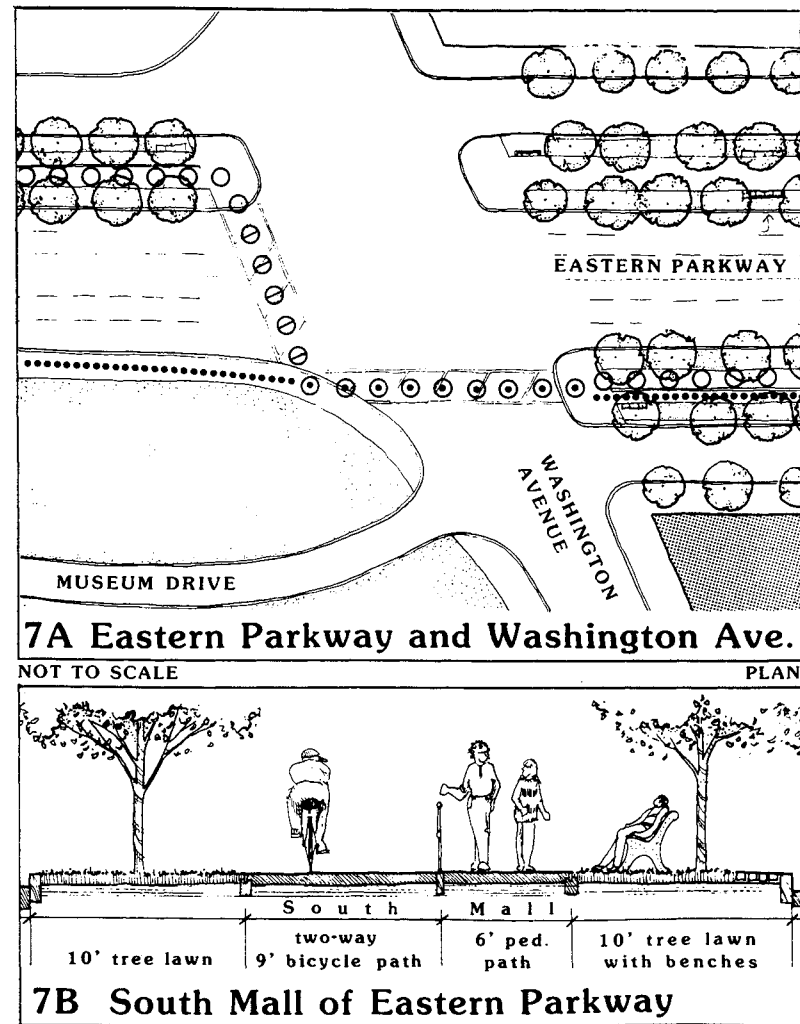 EASTERN PARKWAY
WASHINGTON
AVENUE
MUSEUM DRIVE
7A Eastern Parkway and Washington Ave.
NOT TO SCALE
PLAN
South Mall
10' tree lawn
two-way
9' bicycle path
6' ped.
path
10' tree lawn
with benches
7B South Mall of Eastern Parkway